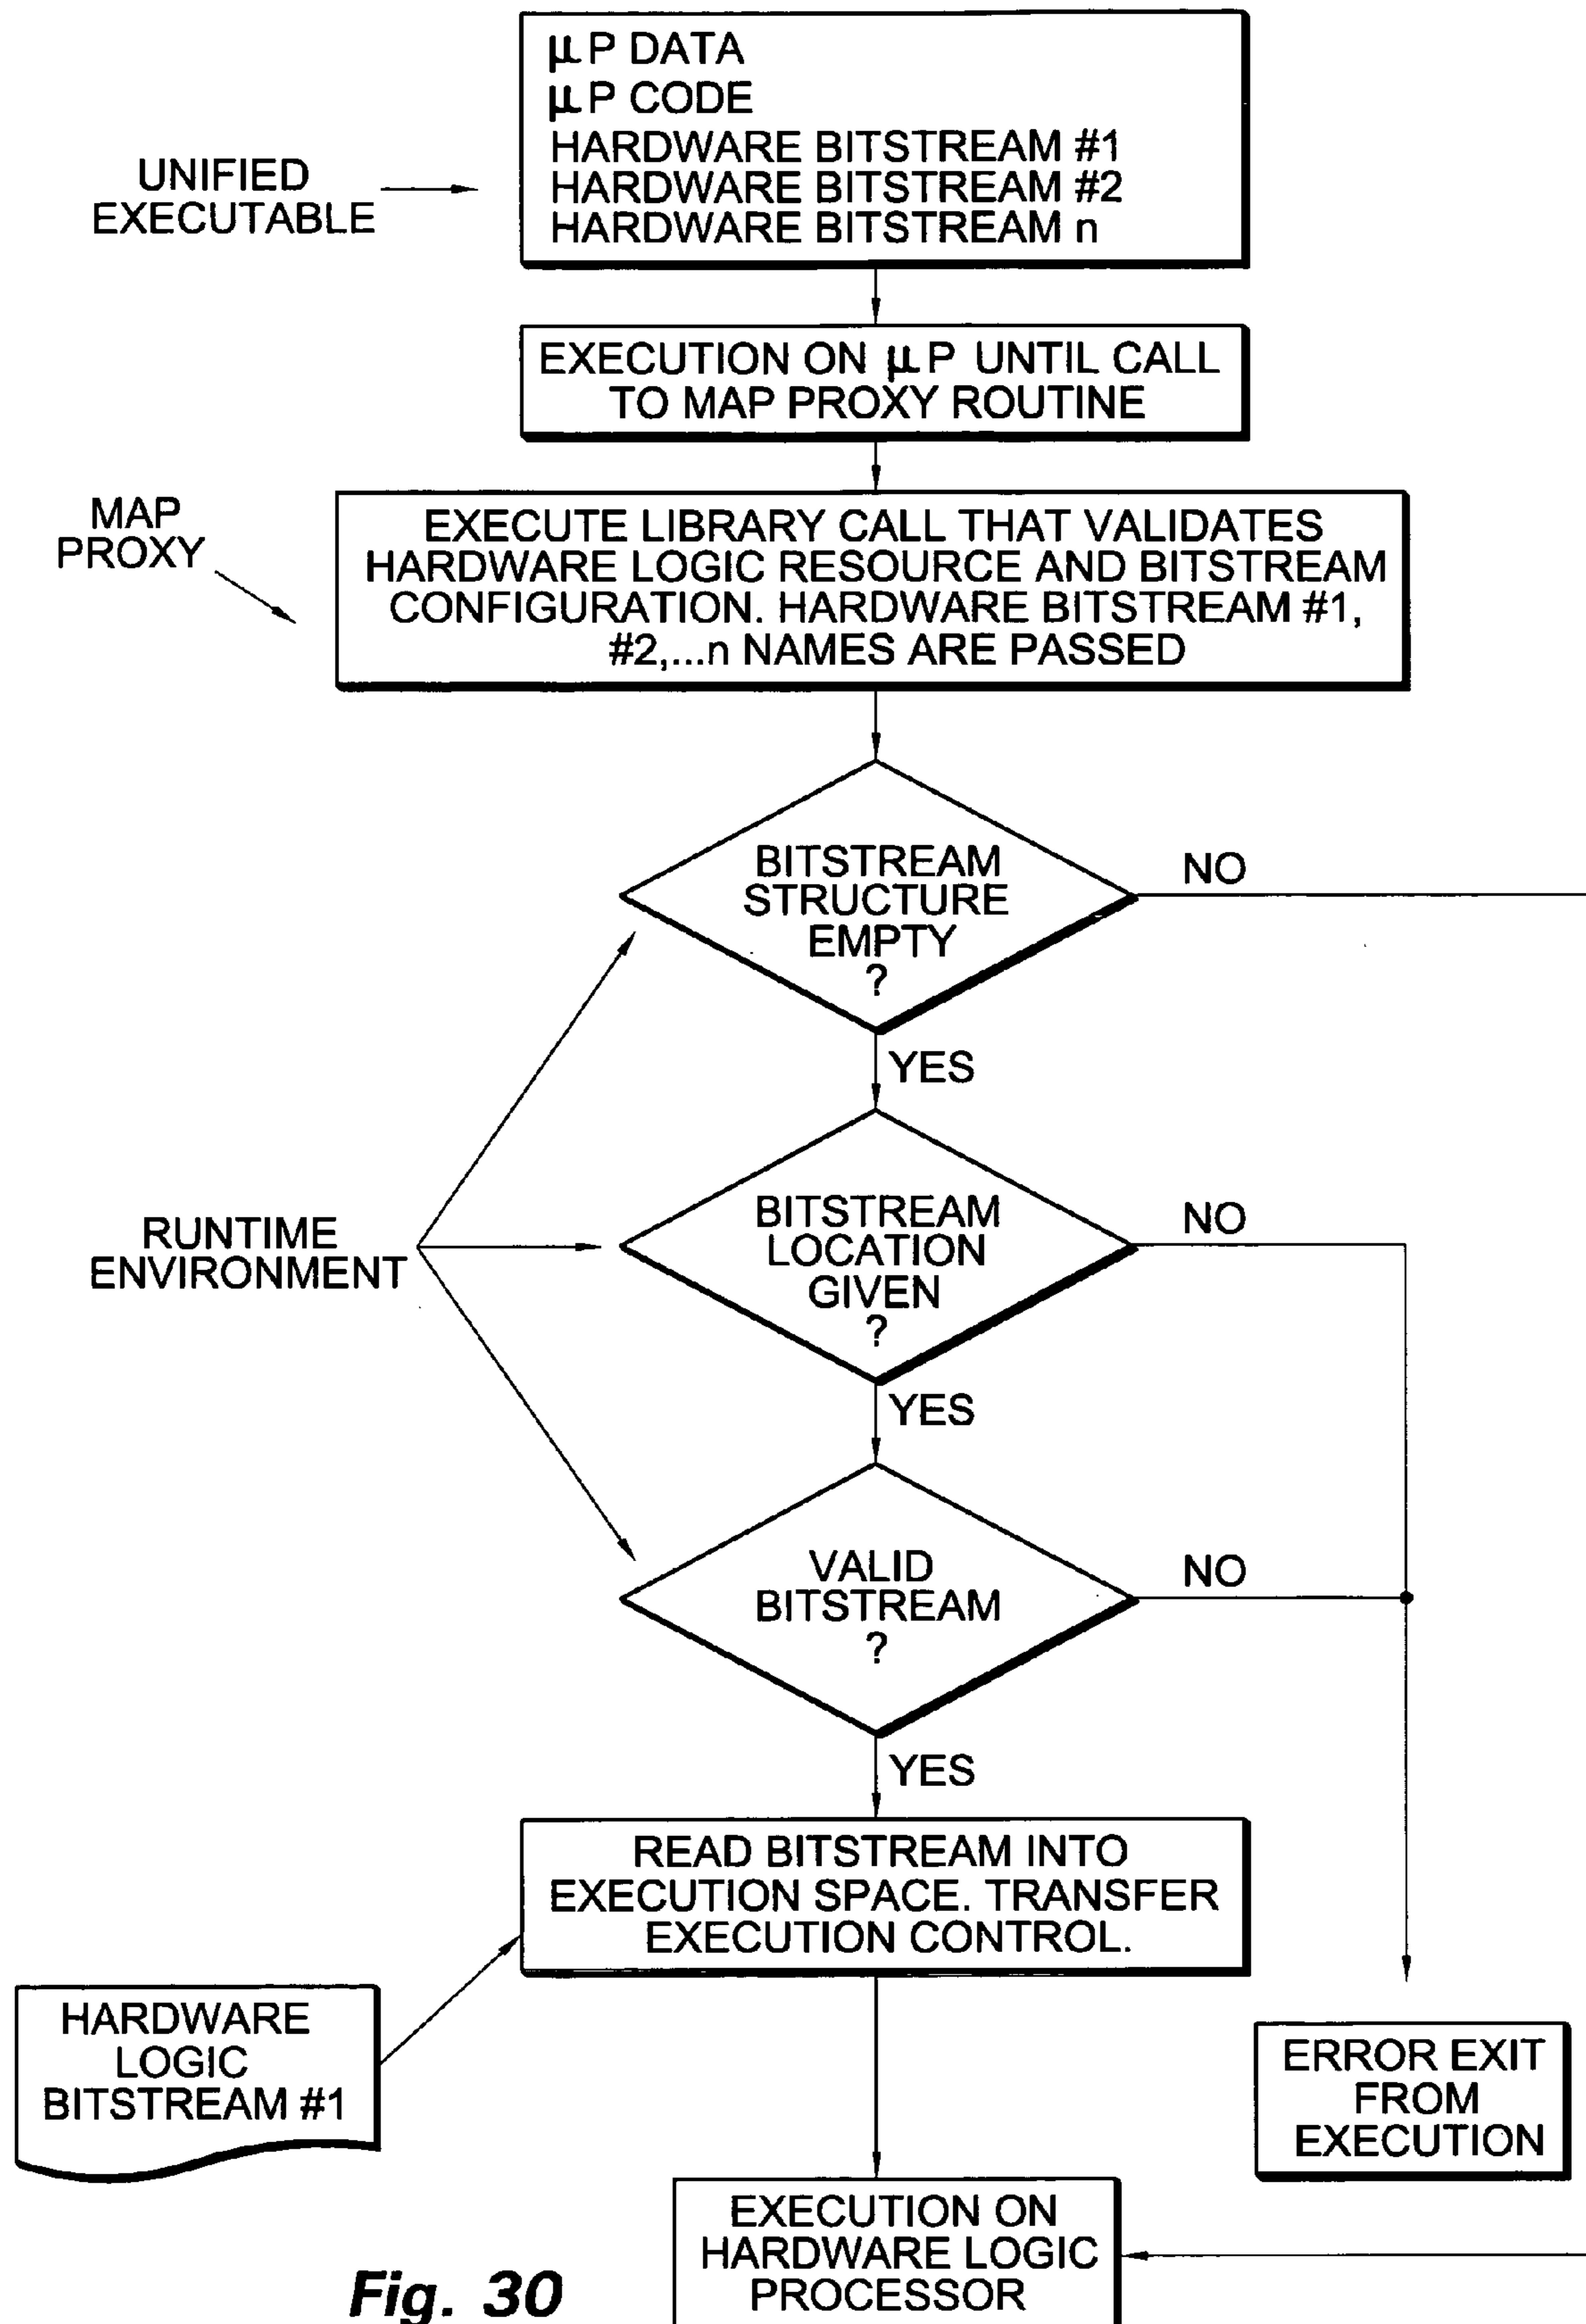 μP DATA
μP CODE
HARDWARE BITSTREAM #1
HARDWARE BITSTREAM #2
HARDWARE BITSTREAM n
UNIFIED
EXECUTABLE
EXECUTION ON μP UNTIL CALL
TO MAP PROXY ROUTINE
MAP
PROXY
EXECUTE LIBRARY CALL THAT VALIDATES
HARDWARE LOGIC RESOURCE AND BITSTREAM
CONFIGURATION. HARDWARE BITSTREAM #1,
#2,...n NAMES ARE PASSED
BITSTREAM
STRUCTURE
EMPTY
?
NO
YES
RUNTIME
ENVIRONMENT
BITSTREAM
LOCATION
GIVEN
?
NO
YES
VALID
BITSTREAM
?
NO
YES
READ BITSTREAM INTO
EXECUTION SPACE. TRANSFER
EXECUTION CONTROL.
HARDWARE
LOGIC
BITSTREAM #1
ERROR EXIT
FROM
EXECUTION
EXECUTION ON
HARDWARE LOGIC
PROCESSOR
Fig. 30